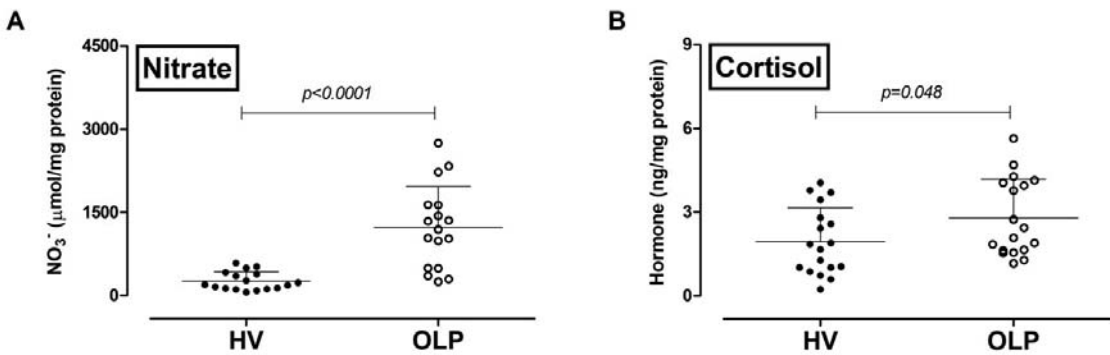 A
Nitrate
NO₃⁻ (μmol/mg protein)
4500
3000
1500
0
p<0.0001
HV
OLP
B
Cortisol
Hormone (ng/mg protein)
9
6
3
0
p=0.048
HV
OLP